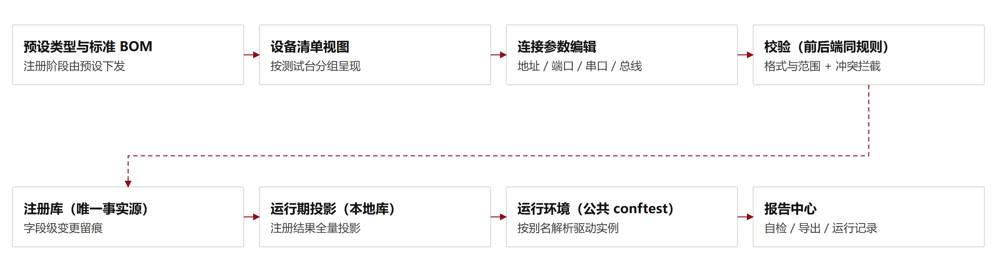 预设类型与标准 BOM
注册阶段由预设下发
设备清单视图
按测试台分组呈现
连接参数编辑
地址 / 端口 / 串口 / 总线
校验（前后端同规则）
格式与范围 + 冲突拦截
注册库（唯一事实源）
字段级变更留痕
运行期投影（本地库）
注册结果全量投影
运行环境（公共 conftest）
按别名解析驱动实例
报告中心
自检 / 导出 / 运行记录